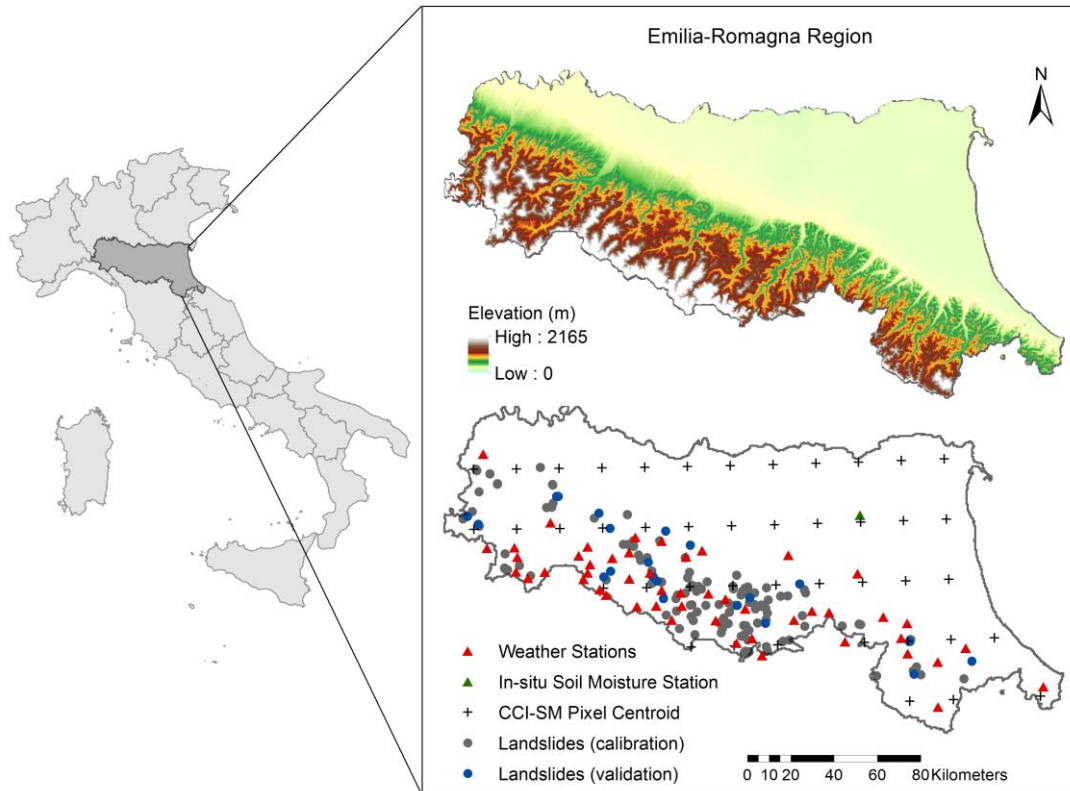 Emilia-Romagna Region
N
Elevation (m)
High : 2165
Low : 0
Weather Stations
In-situ Soil Moisture Station
CCI-SM Pixel Centroid
Landslides (calibration)
Landslides (validation)
0 10 20 40 60 80 Kilometers